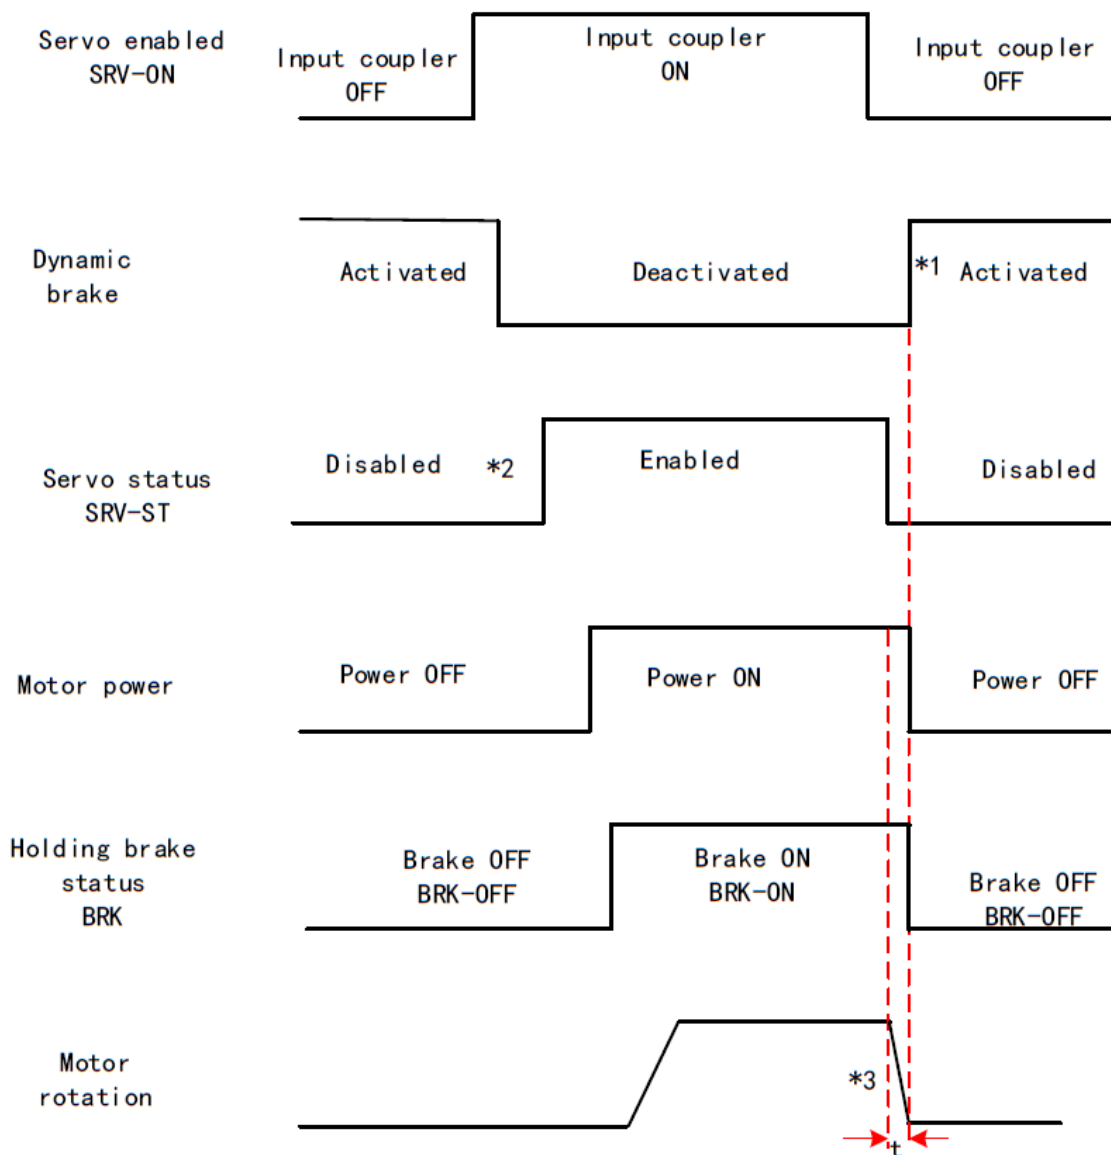 Servo enabled
SRV-ON
Input coupler
OFF
Input coupler
ON
Input coupler
OFF
Dynamic
brake
Activated
Deactivated
*1 Activated
Servo status
SRV-ST
Disabled
*2
Enabled
Disabled
Motor power
Power OFF
Power ON
Power OFF
Holding brake
status
BRK
Brake OFF
BRK-OFF
Brake ON
BRK-ON
Brake OFF
BRK-OFF
Motor
rotation
*3
t